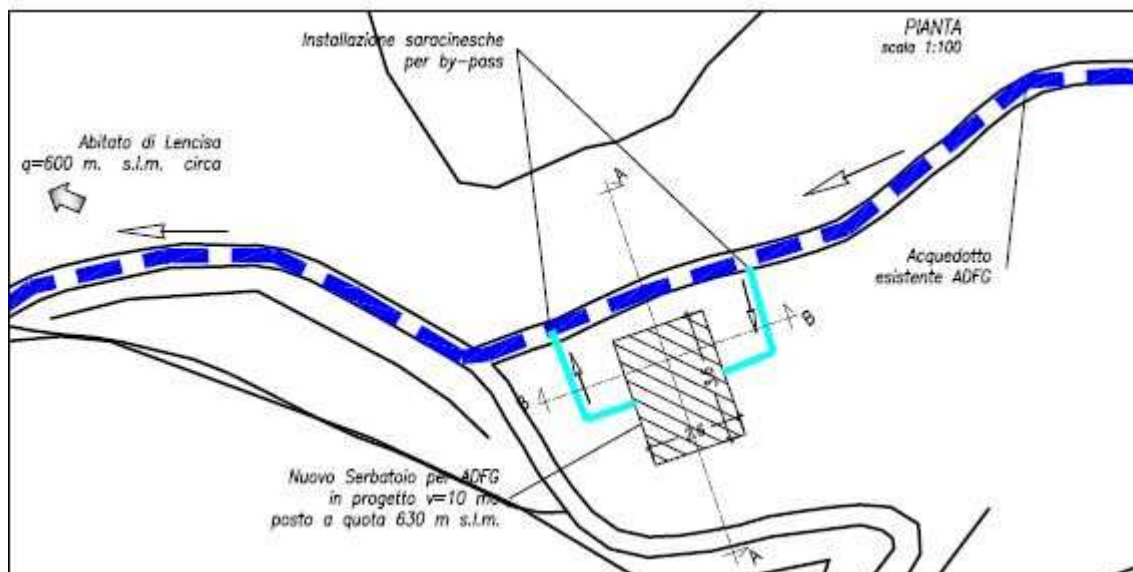 PIANTA
scala 1:100
Installazione saracinesche
per by-pass
Abitato di Lencisa
q=600 m. s.l.m. circa
A
Acquedotto
esistente ADFG
B
B
Nuovo Serbatoio per ADFG
in progetto v=10 mc
posto a quota 630 m s.l.m.
A